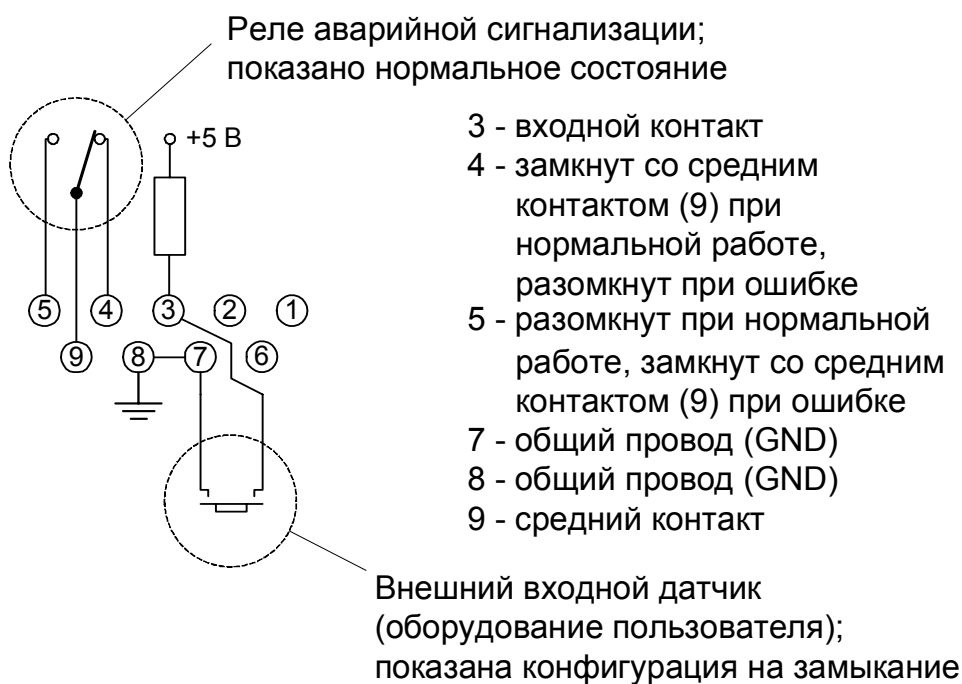 Реле аварийной сигнализации;
показано нормальное состояние
+5 В
5 4 3 2 1
9 8 7 6
3 - входной контакт
4 - замкнут со средним
контактом (9) при
нормальной работе,
разомкнут при ошибке
5 - разомкнут при нормальной
работе, замкнут со средним
контактом (9) при ошибке
7 - общий провод (GND)
8 - общий провод (GND)
9 - средний контакт
Внешний входной датчик
(оборудование пользователя);
показана конфигурация на замыкание